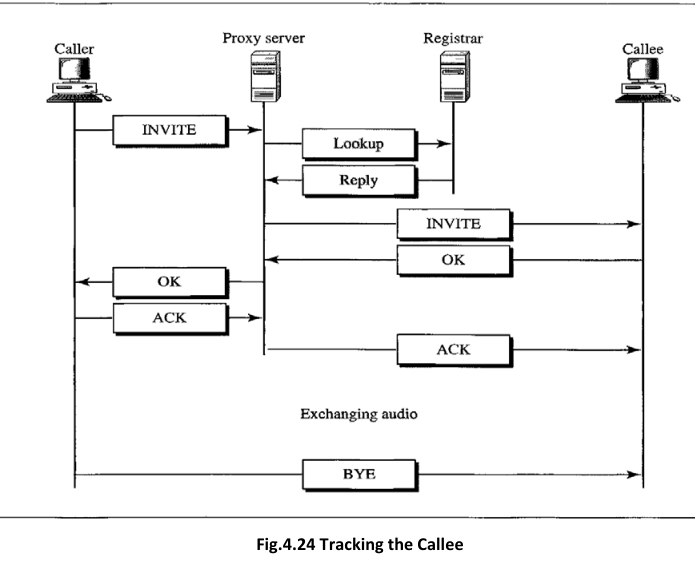 Caller
Proxy server
Registrar
Callee
INVITE
Lookup
Reply
INVITE
OK
OK
ACK
ACK
Exchanging audio
BYE
Fig.4.24 Tracking the Callee